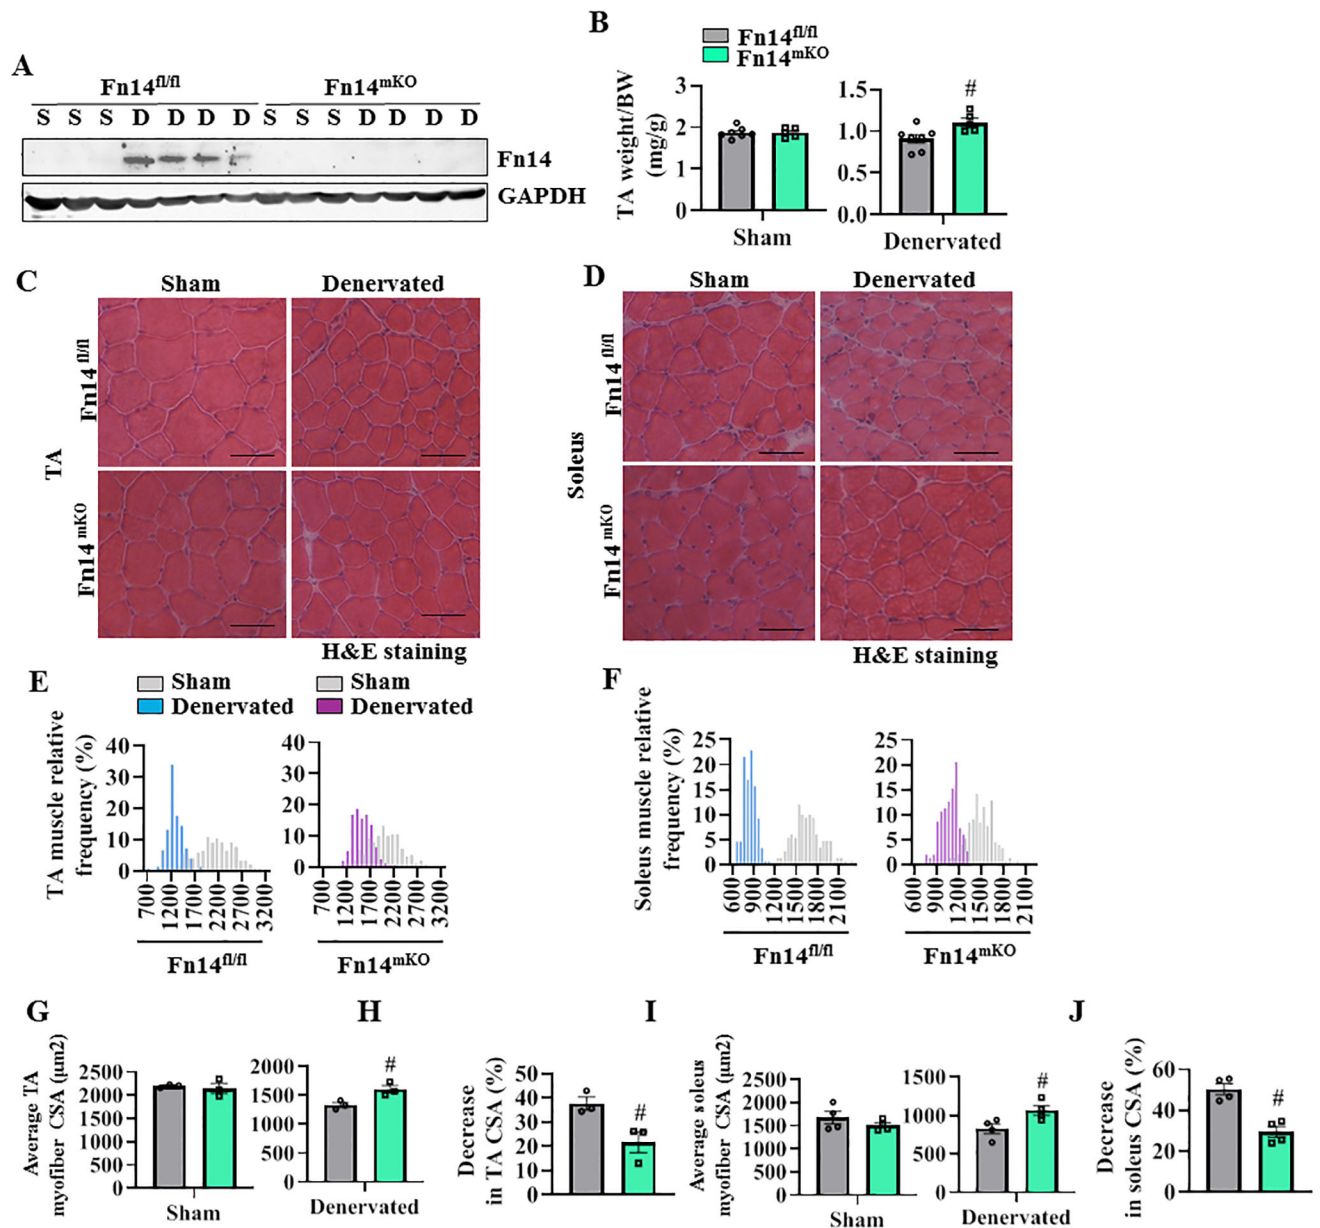 A
Fn14fl/fl Fn14mKO
S S S D D D D S S S D D D D
Fn14
GAPDH
B
Fn14fl/fl
Fn14mKO
TA weight/BW
(mg/g)
3
2
1
0
Sham
#
1.5
1.0
0.5
0.0
Denervated
C
Sham Denervated
TA
Fn14 fl/fl
Fn14 mKO
H&E staining
D
Sham Denervated
Soleus
Fn14 fl/fl
Fn14 mKO
H&E staining
E
Sham Sham
Denervated Denervated
TA muscle relative
frequency (%)
40
30
20
10
0
700 1200 1700 2200 2700 3200
Fn14fl/fl
40
30
20
10
0
700 1200 1700 2200 2700 3200
Fn14mKO
F
Soleus muscle relative
frequency (%)
25
20
15
10
5
0
600 900 1200 1500 1800 2100
Fn14fl/fl
25
20
15
10
5
0
600 900 1200 1500 1800 2100
Fn14mKO
G
Average TA
myofiber CSA (µm2)
2500
2000
1500
1000
500
0
Sham
#
2000
1500
1000
500
0
Denervated
H
Decrease
in TA CSA (%)
#
50
40
30
20
10
0
I
Average soleus
myofiber CSA (µm2)
2500
2000
1500
1000
500
0
Sham
#
1500
1000
500
0
Denervated
J
Decrease
in soleus CSA (%)
#
60
40
20
0